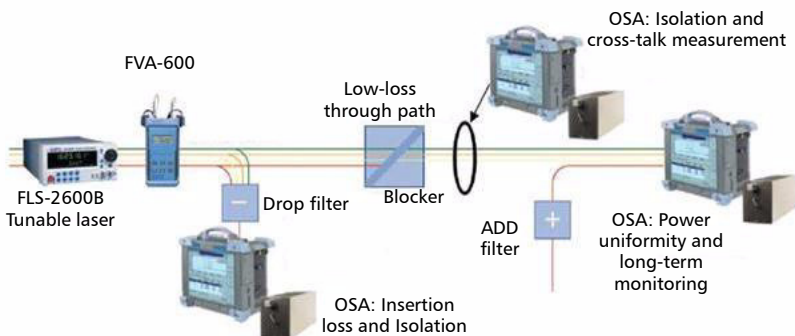 OSA: Isolation and
cross-talk measurement
FVA-600
Low-loss
through path
FLS-2600B
Tunable laser
Drop filter
Blocker
ADD
filter
OSA: Power
uniformity and
long-term
monitoring
OSA: Insertion
loss and Isolation